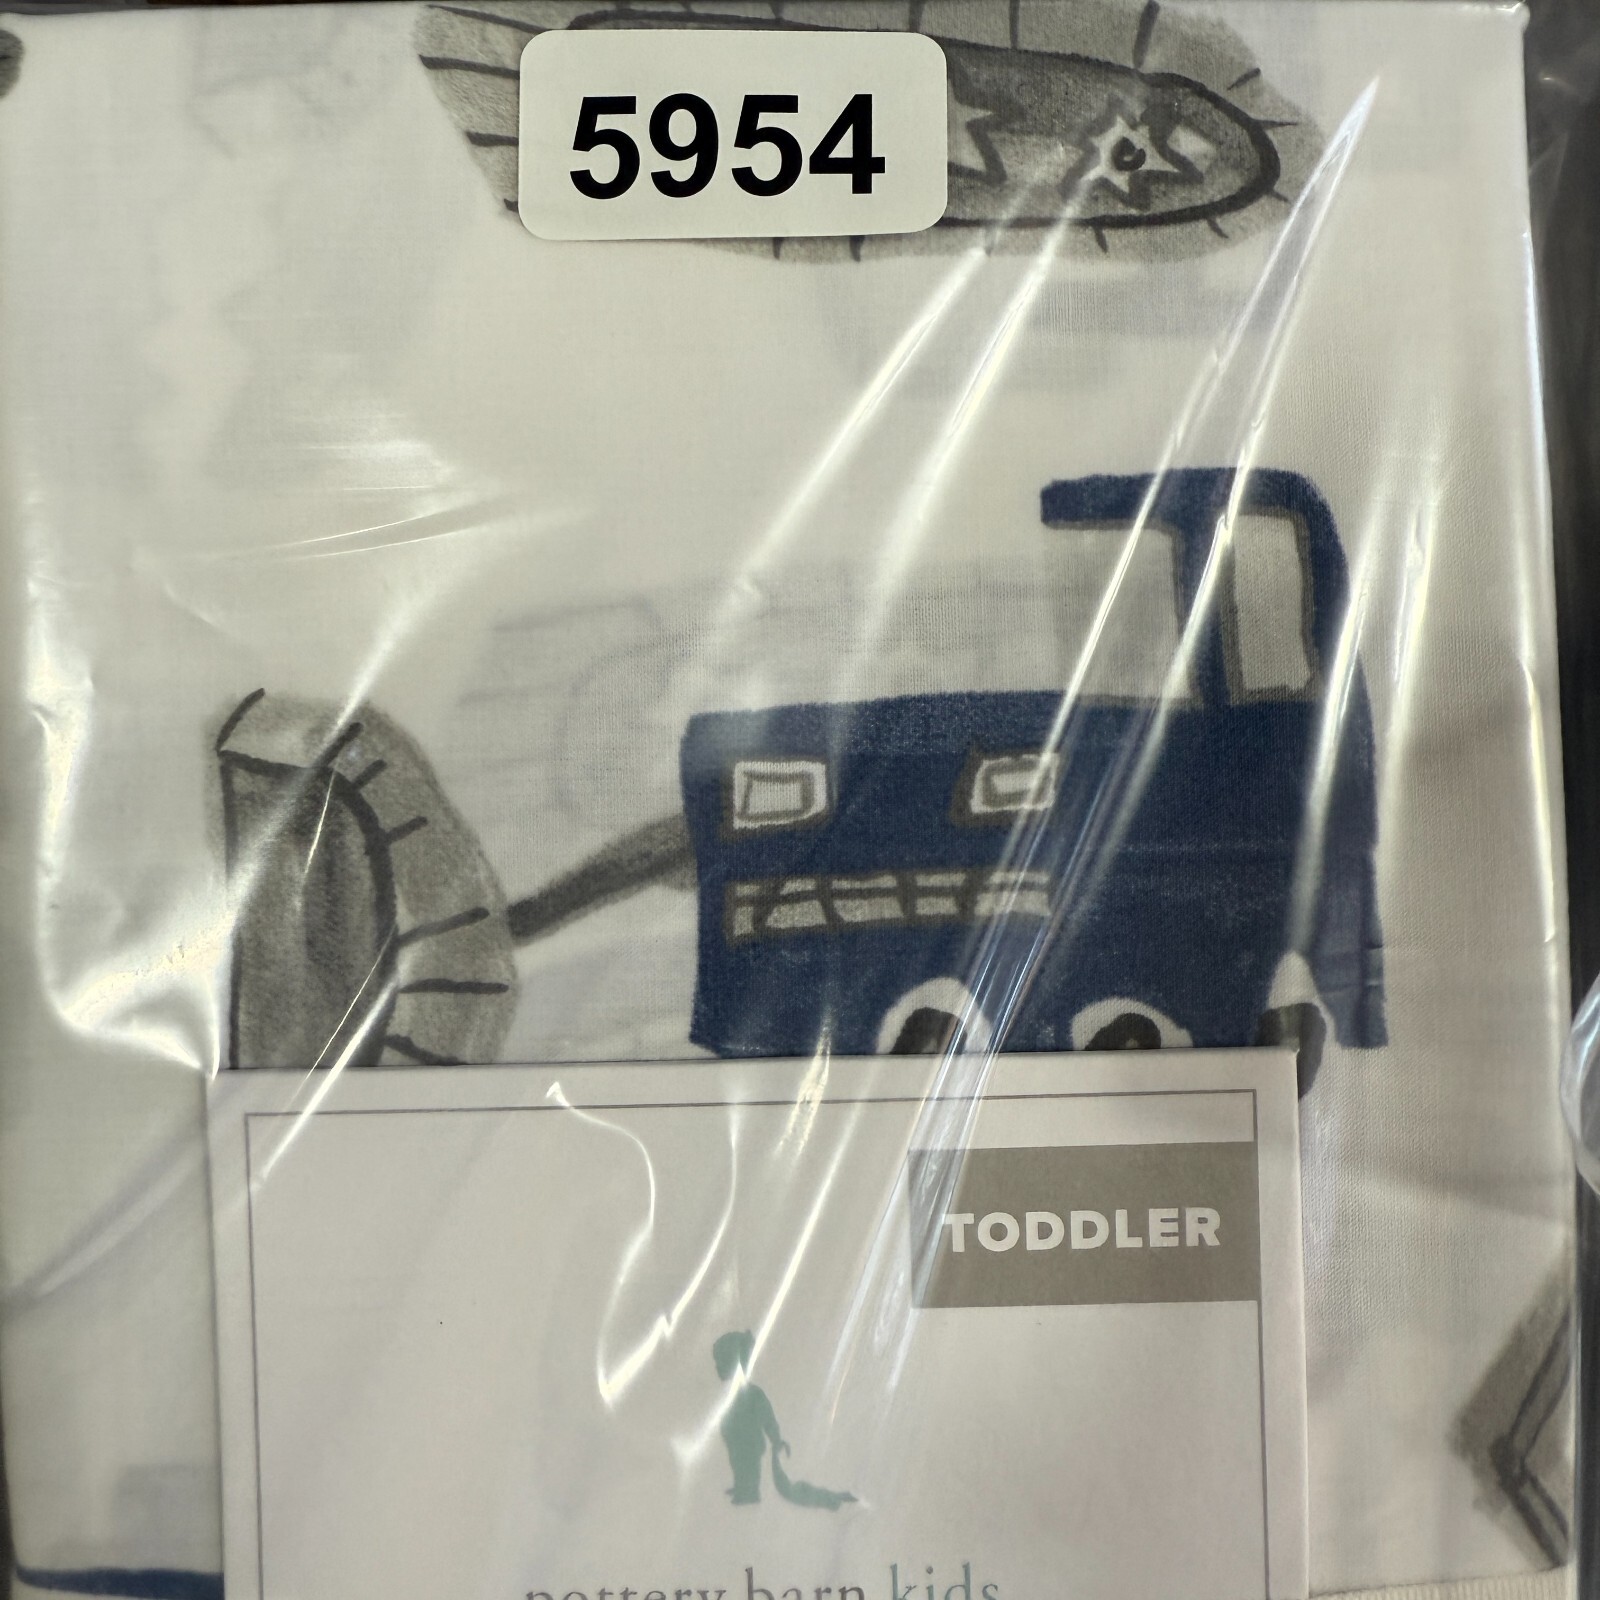 5954
TODDLER
pottery barn kids